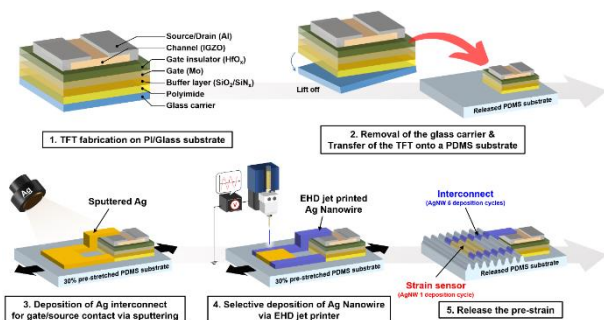 Source/Drain (Al)
Channel (IGZO)
Gate insulator (HfOₓ)
Gate (Mo)
Buffer layer (SiO₂/SiNₓ)
Polyimide
Glass carrier
1. TFT fabrication on PI/Glass substrate
Lift off
Released PDMS substrate
2. Removal of the glass carrier &
Transfer of the TFT onto a PDMS substrate
Ag
Sputtered Ag
30% pre-stretched PDMS substrate
3. Deposition of Ag interconnect
for gate/source contact via sputtering
EHD jet printed
Ag Nanowire
30% pre-stretched PDMS substrate
4. Selective deposition of Ag Nanowire
via EHD jet printer
Interconnect
(AgNW 5 deposition cycles)
Strain sensor
(AgNW 1 deposition cycle)
Released PDMS substrate
5. Release the pre-strain